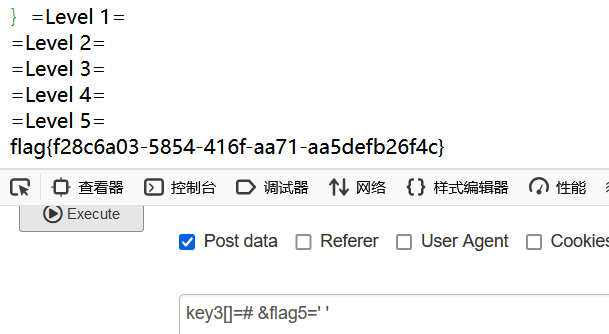 } =Level 1=
=Level 2=
=Level 3=
=Level 4=
=Level 5=
flag{f28c6a03-5854-416f-aa71-aa5defb26f4c}
查看器 控制台 调试器 网络 {} 样式编辑器 性能
Execute
Post data Referer User Agent Cookies
key3[]=# &flag5=' '